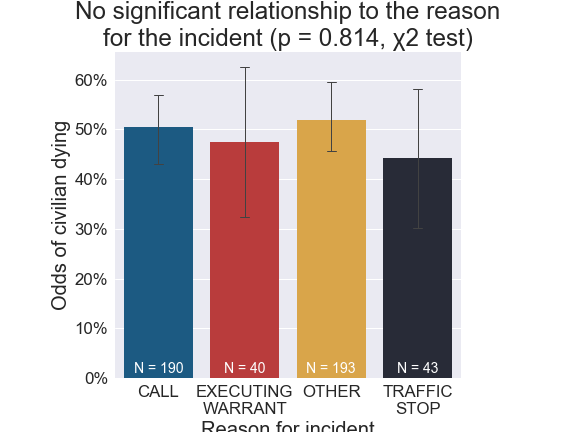 No significant relationship to the reason
for the incident (p = 0.814, χ2 test)
60%
50%
40%
30%
20%
10%
0%
Odds of civilian dying
N = 190
N = 40
N = 193
N = 43
CALL
EXECUTING
WARRANT
OTHER
TRAFFIC
STOP
Reason for incident